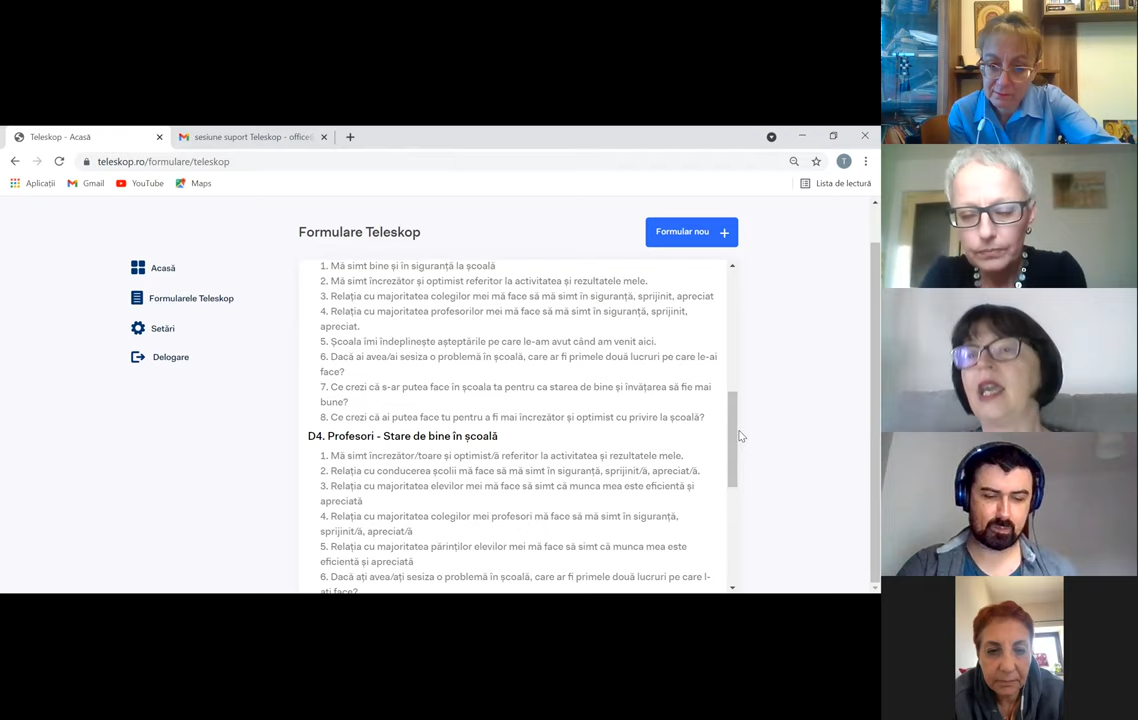 Teleskop - Acasă
sesiune suport Teleskop - office@
teleskop.ro/formulare/teleskop
T
Aplicații
Gmail
YouTube
Maps
Lista de lectură
Formulare Teleskop
Formular nou +
Acasă
Formularele Teleskop
Setări
Delogare
1. Mă simt bine și în siguranță la școală
2. Mă simt încrezător și optimist referitor la activitatea și rezultatele mele.
3. Relația cu majoritatea colegilor mei mă face să mă simt în siguranță, sprijinit, apreciat
4. Relația cu majoritatea profesorilor mei mă face să mă simt în siguranță, sprijinit,
apreciat.
5. Școala îmi îndeplinește așteptările pe care le-am avut când am venit aici.
6. Dacă ai avea/ai sesiza o problemă în școală, care ar fi primele două lucruri pe care le-ai
face?
7. Ce crezi că s-ar putea face în școala ta pentru ca starea de bine și învățarea să fie mai
bune?
8. Ce crezi că ai putea face tu pentru a fi mai încrezător și optimist cu privire la școală?
D4. Profesori - Stare de bine în școală
1. Mă simt încrezător/toare și optimist/ă referitor la activitatea și rezultatele mele.
2. Relația cu conducerea școlii mă face să mă simt în siguranță, sprijinit/ă, apreciat/ă.
3. Relația cu majoritatea elevilor mei mă face să simt că munca mea este eficientă și
apreciată
4. Relația cu majoritatea colegilor mei profesori mă face să mă simt în siguranță,
sprijinit/ă, apreciat/ă
5. Relația cu majoritatea părinților elevilor mei mă face să simt că munca mea este
eficientă și apreciată
6. Dacă ați avea/ați sesiza o problemă în școală, care ar fi primele două lucruri pe care l-
ați face?